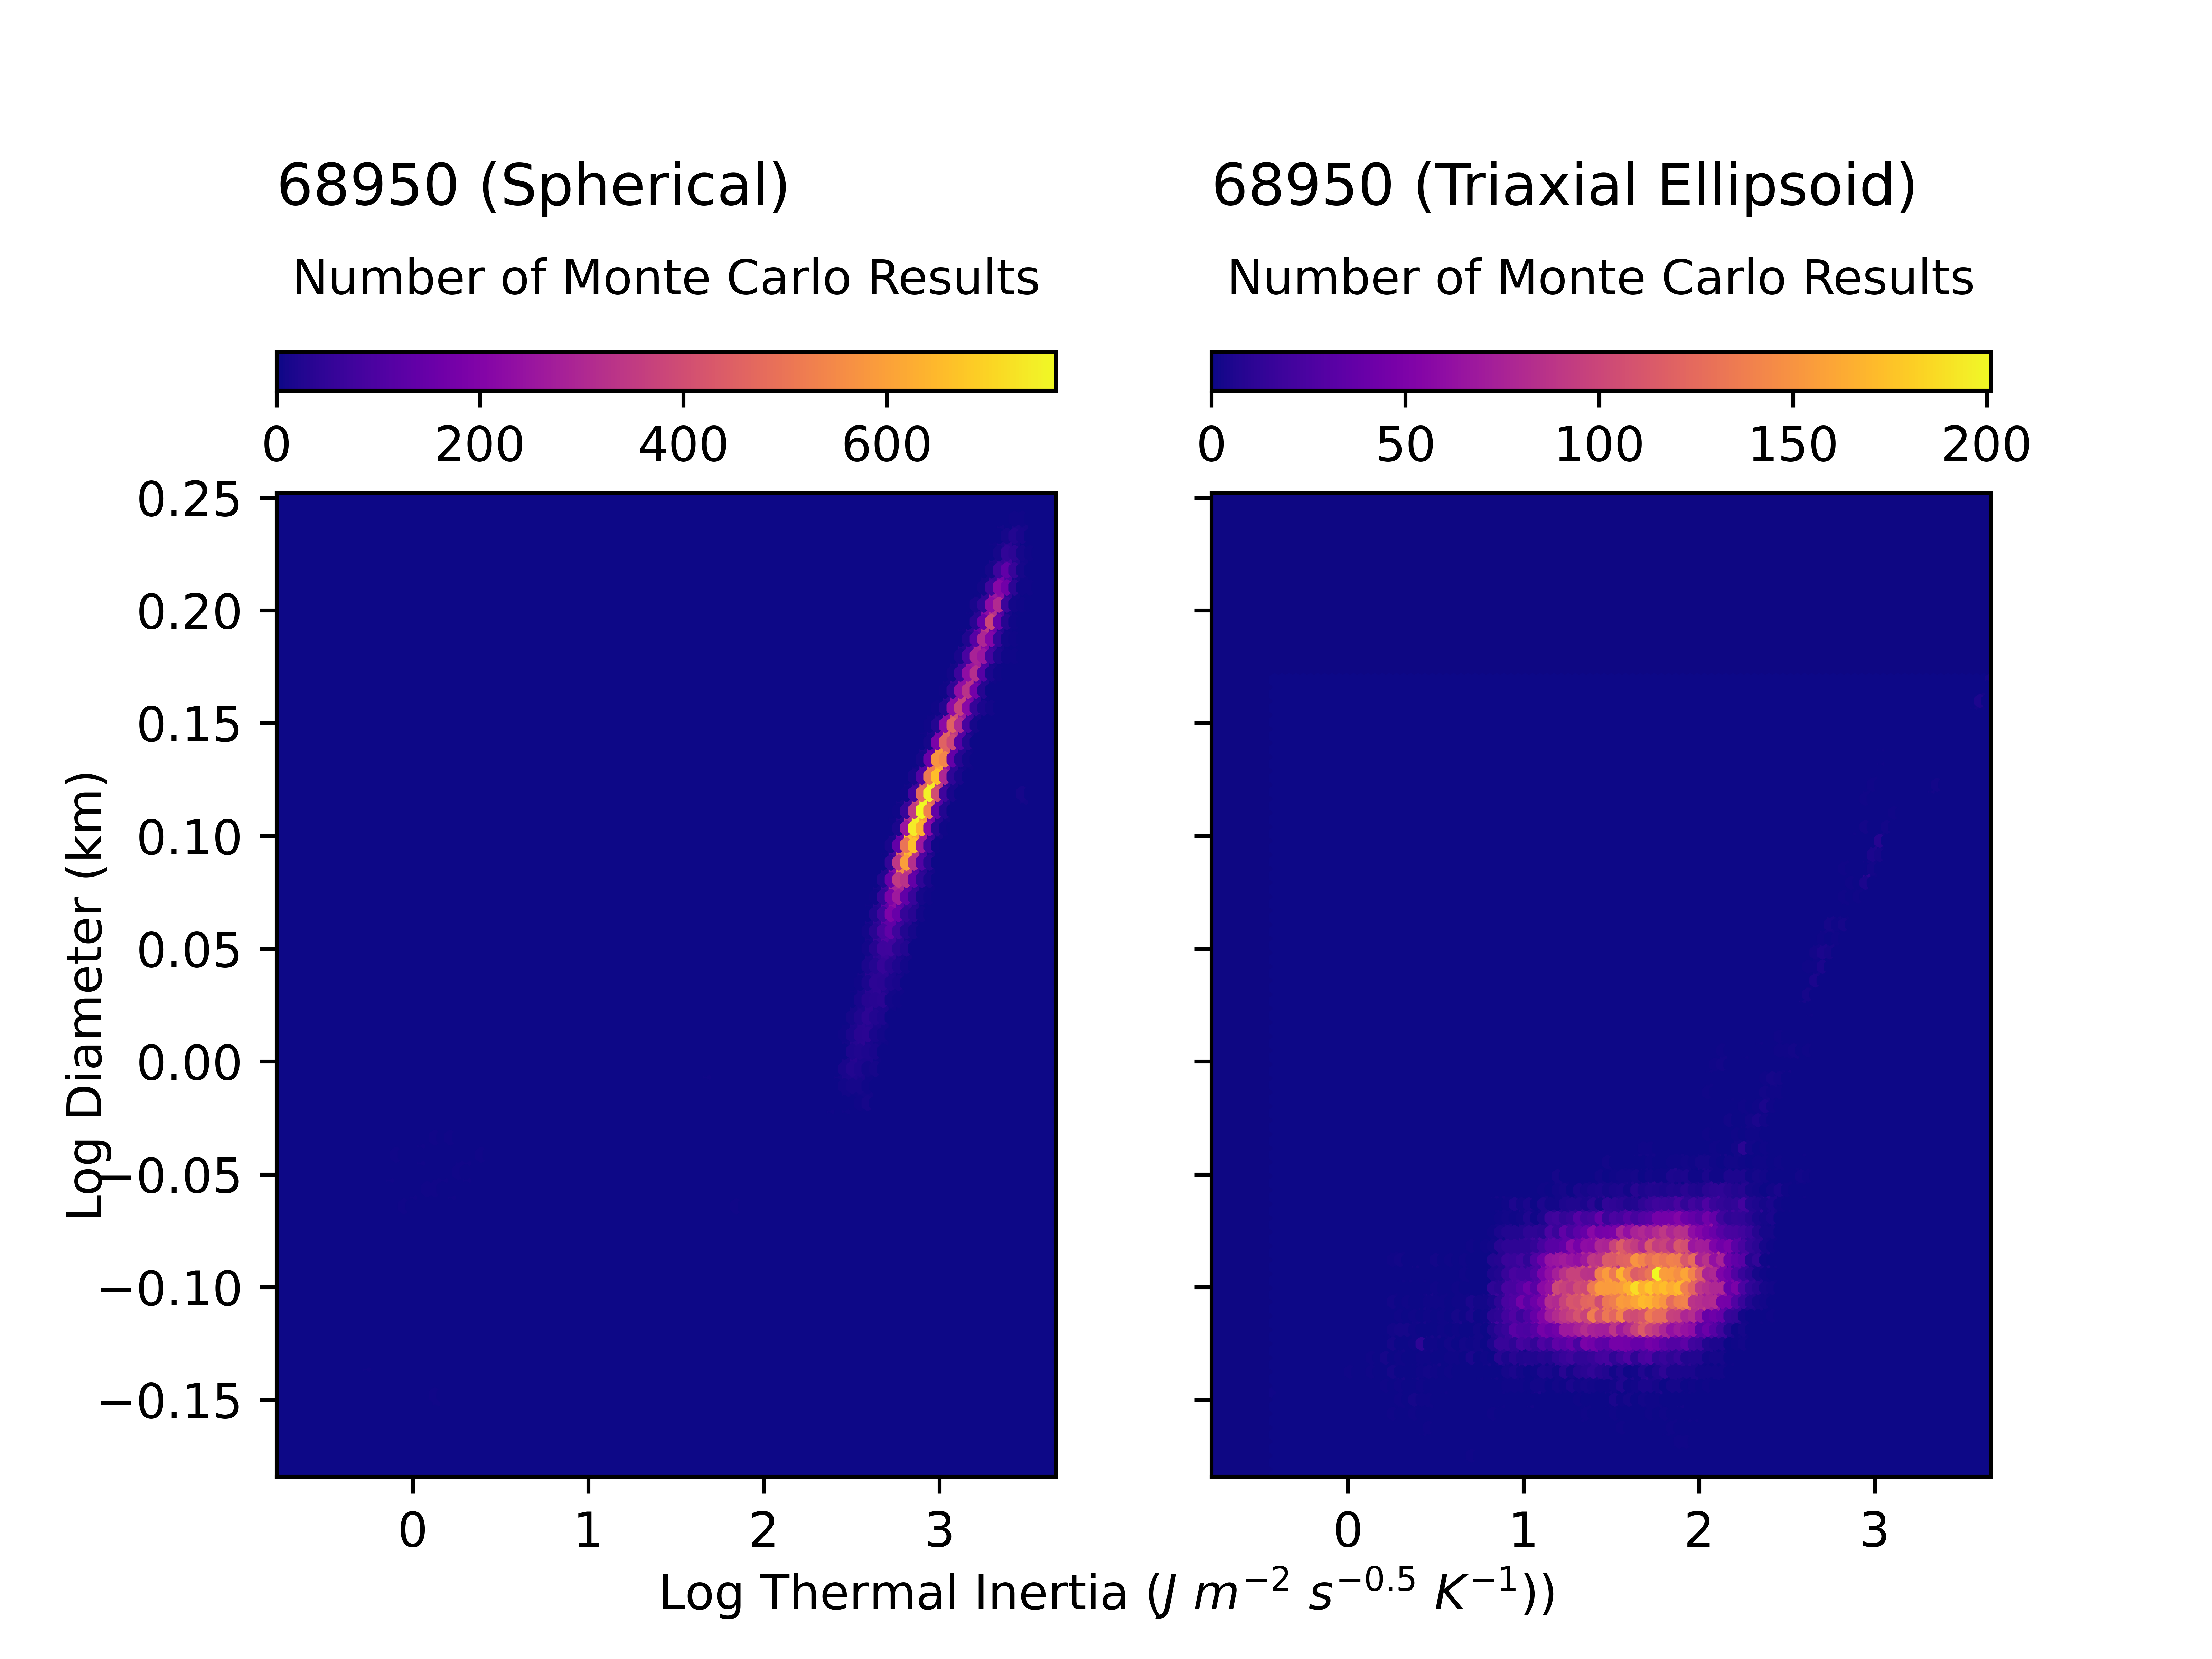 68950 (Spherical)
Number of Monte Carlo Results
0 200 400 600
68950 (Triaxial Ellipsoid)
Number of Monte Carlo Results
0 50 100 150 200
Log Diameter (km)
0.25
0.20
0.15
0.10
0.05
0.00
−0.05
−0.10
−0.15
0 1 2 3
0 1 2 3
Log Thermal Inertia (J m⁻² s⁻⁰·⁵ K⁻¹))